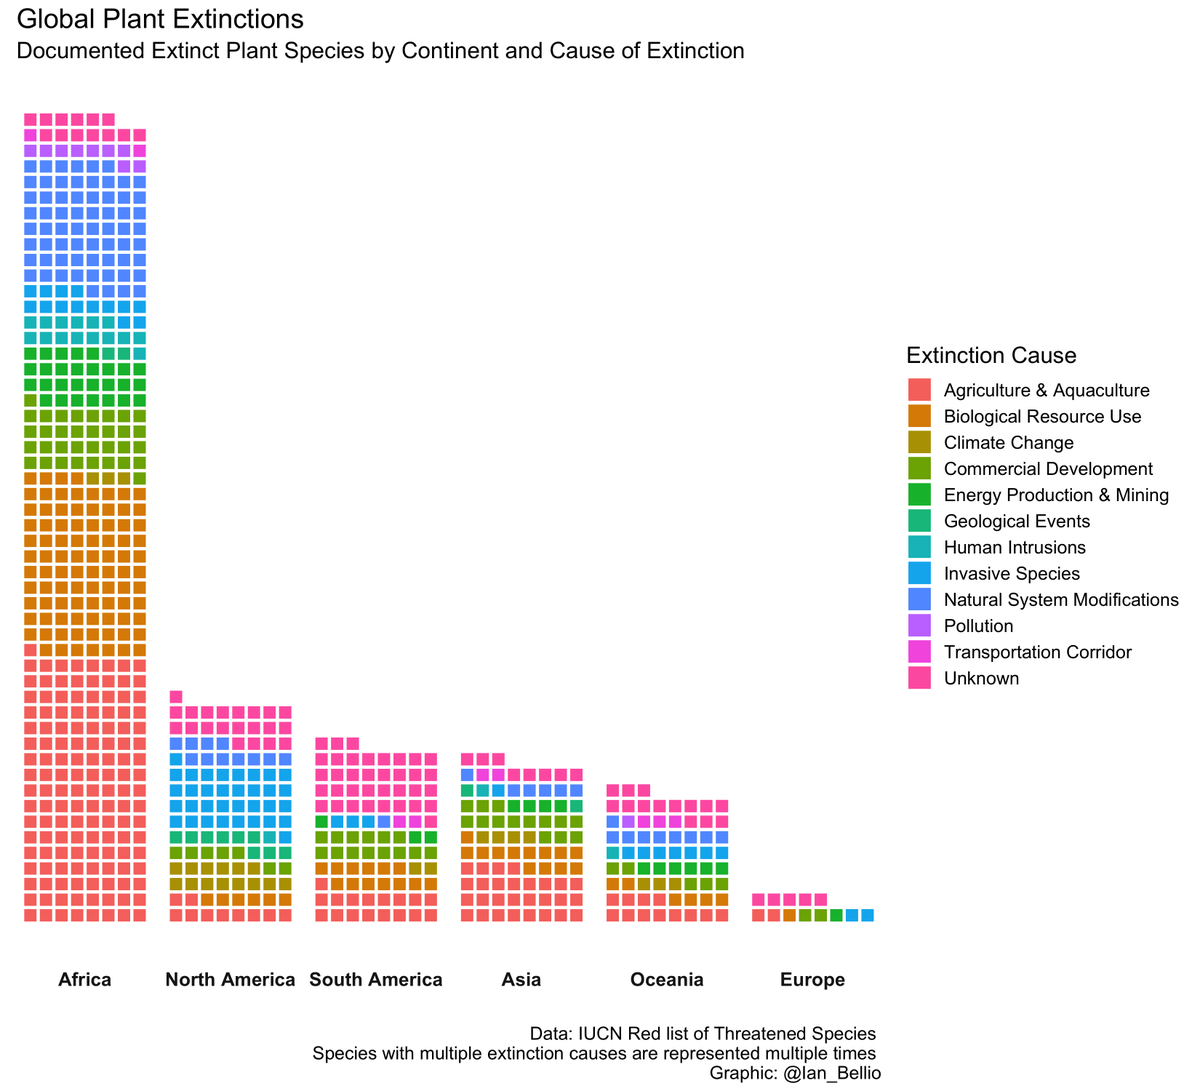 Global Plant Extinctions
Documented Extinct Plant Species by Continent and Cause of Extinction
Extinction Cause
Agriculture & Aquaculture
Biological Resource Use
Climate Change
Commercial Development
Energy Production & Mining
Geological Events
Human Intrusions
Invasive Species
Natural System Modifications
Pollution
Transportation Corridor
Unknown
Africa North America South America Asia Oceania Europe
Data: IUCN Red list of Threatened Species
Species with multiple extinction causes are represented multiple times
Graphic: @Ian_Bellio